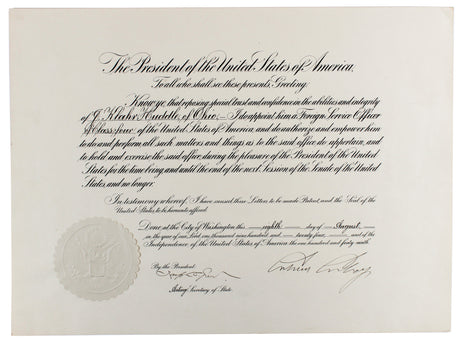 The President of the United States of America,
To all who shall see these presents, Greeting:
Know ye, that reposing special trust and confidence in the abilities and integrity
of J. Klahr Huddle, of Ohio, I do appoint him a Foreign Service Officer
of Class four, of the United States of America, and do authorize and empower him
to do and perform all such matters and things as to the said office do appertain, and
to hold and exercise the said office, during the pleasure of the President of the United
States for the time being, and until the end of the next Session of the Senate of the United
States, and no longer.
In testimony whereof, I have caused these Letters to be made Patent, and the Seal of the
United States to be hereunto affixed.
Done at the City of Washington this eighth day of August,
in the year of our Lord one thousand nine hundred and twenty four, and of the
Independence of the United States of America the one hundred and forty ninth.
By the President:
Acting Secretary of State.